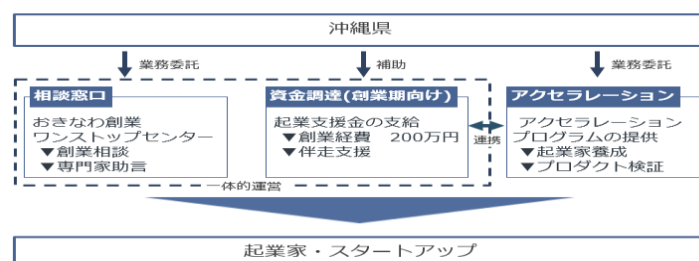 沖縄県
業務委託
補助
業務委託
相談窓口
おきなわ創業
ワンストップセンター
▼創業相談
▼専門家助言
資金調達(創業期向け)
起業支援金の支給
▼創業経費 200万円
▼伴走支援
連携
アクセラレーション
アクセラレーション
プログラムの提供
▼起業家養成
▼プロダクト検証
一体的運営
起業家・スタートアップ